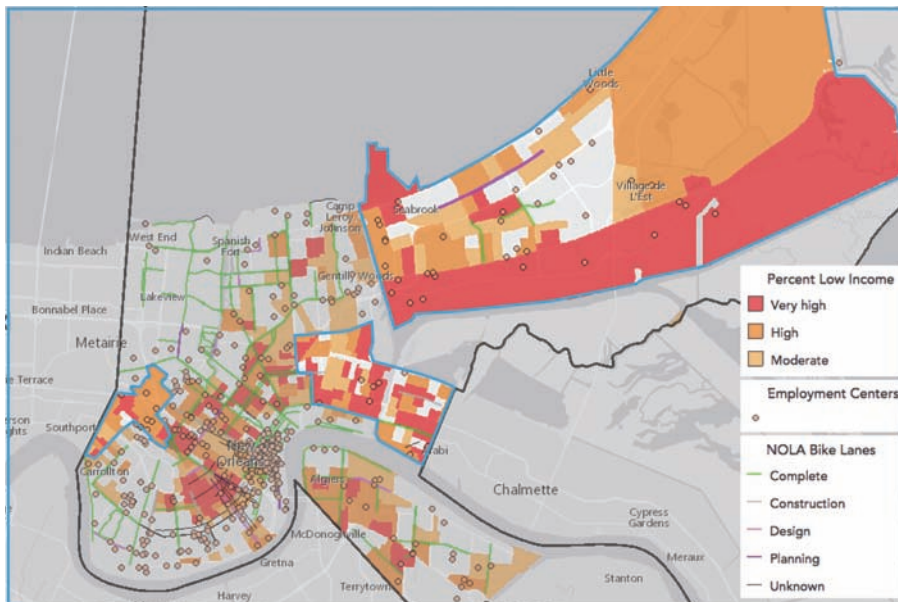 Little
Woods
Village de
L'Est
Seabrook
Camp
Leroy
Johnson
West End
Spanish
Fort
Indian Beach
Gentilly Woods
Lakeview
Bonnabel Place
Metairie
Terrace
Southport
Carrollton
New
Orleans
Algiers
Chalmette
Cypress
Gardens
McDonoghville
Meraux
Gretna
Stanton
Terrytown
Harvey
Percent Low Income
Very high
High
Moderate
Employment Centers
NOLA Bike Lanes
Complete
Construction
Design
Planning
Unknown